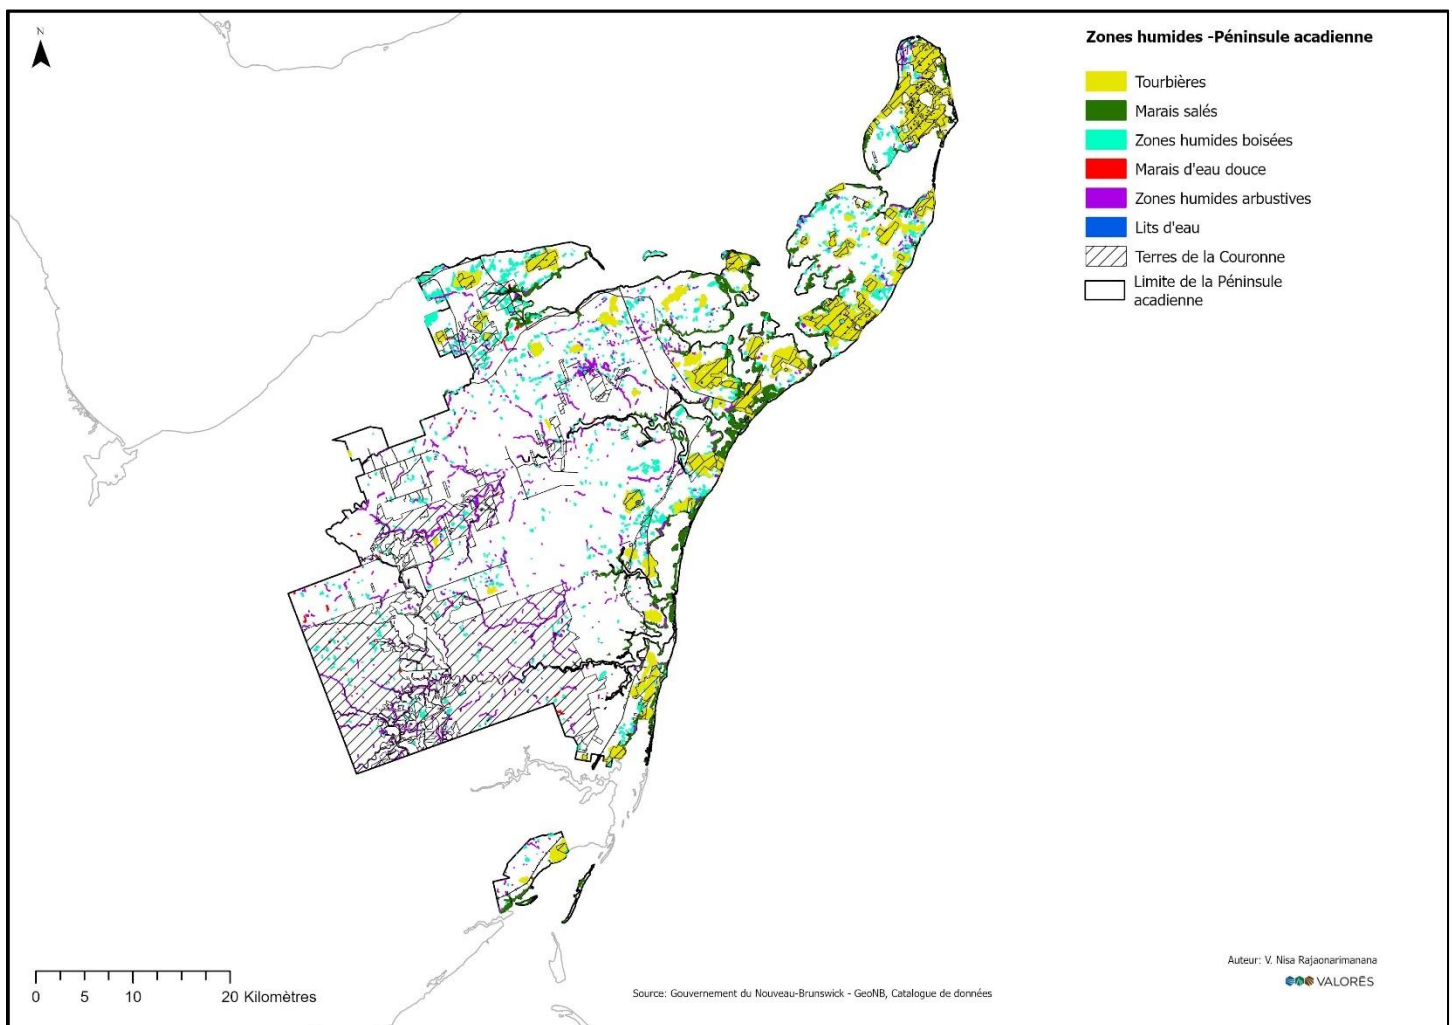 N
Zones humides -Péninsule acadienne
Tourbières
Marais salés
Zones humides boisées
Marais d'eau douce
Zones humides arbustives
Lits d'eau
Terres de la Couronne
Limite de la Péninsule
acadienne
0 5 10 20 Kilomètres
Source: Gouvernement du Nouveau-Brunswick - GeoNB, Catalogue de données
Auteur: V. Nisa Rajaonarimanana
VALORĒS